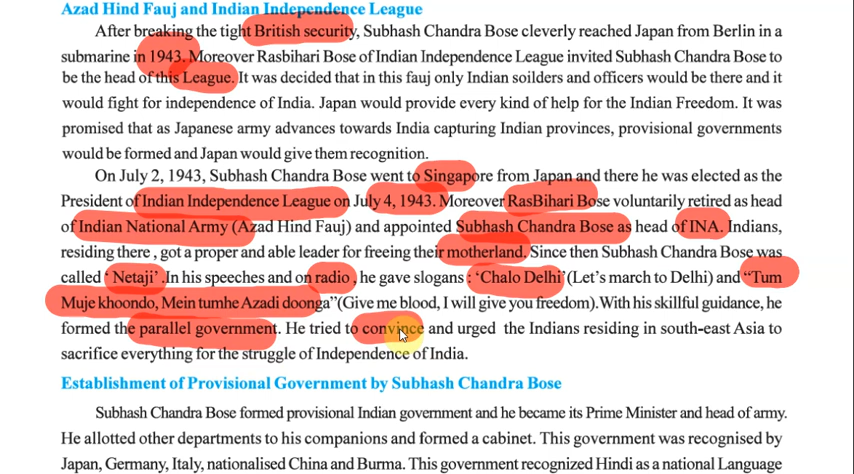 Azad Hind Fauj and Indian Independence League
After breaking the tight British security, Subhash Chandra Bose cleverly reached Japan from Berlin in a
submarine in 1943. Moreover Rasbihari Bose of Indian Independence League invited Subhash Chandra Bose to
be the head of this League. It was decided that in this fauj only Indian soilders and officers would be there and it
would fight for independence of India. Japan would provide every kind of help for the Indian Freedom. It was
promised that as Japanese army advances towards India capturing Indian provinces, provisional governments
would be formed and Japan would give them recognition.
On July 2, 1943, Subhash Chandra Bose went to Singapore from Japan and there he was elected as the
President of Indian Independence League on July 4, 1943. Moreover RasBihari Bose voluntarily retired as head
of Indian National Army (Azad Hind Fauj) and appointed Subhash Chandra Bose as head of INA. Indians,
residing there , got a proper and able leader for freeing their motherland. Since then Subhash Chandra Bose was
called ‘ Netaji’ .In his speeches and on radio , he gave slogans : ‘Chalo Delhi’ (Let's march to Delhi) and “Tum
Muje khoondo, Mein tumhe Azadi doonga”(Give me blood, I will give you freedom).With his skillful guidance, he
formed the parallel government. He tried to convince and urged the Indians residing in south-east Asia to
sacrifice everything for the struggle of Independence of India.
Establishment of Provisional Government by Subhash Chandra Bose
Subhash Chandra Bose formed provisional Indian government and he became its Prime Minister and head of army.
He allotted other departments to his companions and formed a cabinet. This government was recognised by
Japan, Germany, Italy, nationalised China and Burma. This government recognized Hindi as a national Language